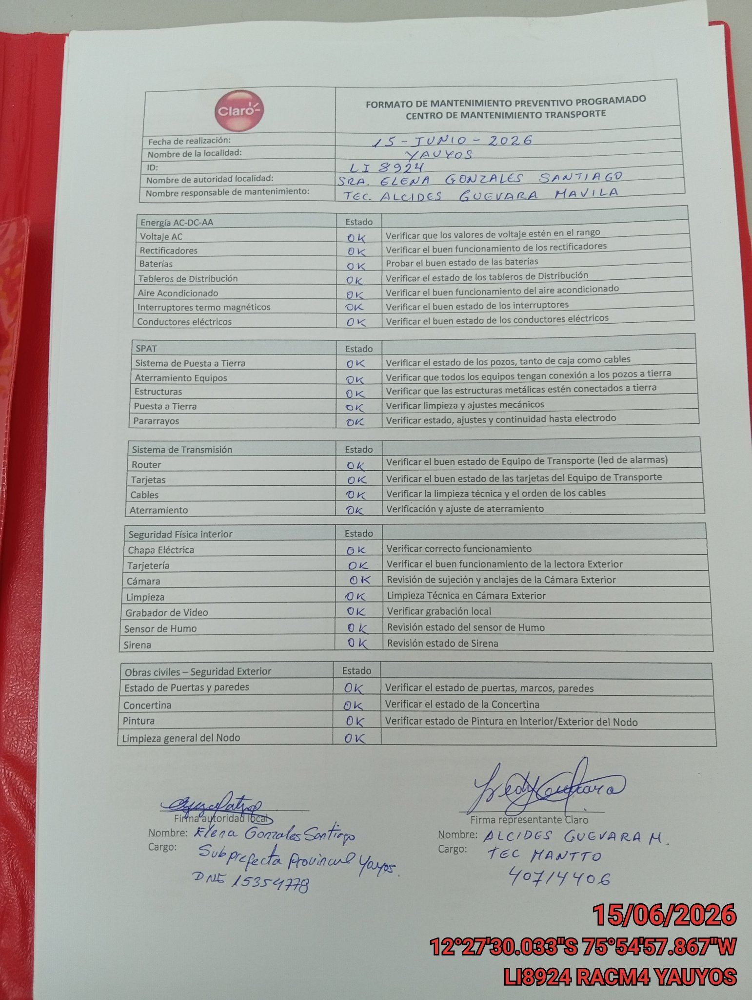 Claro
FORMATO DE MANTENIMIENTO PREVENTIVO PROGRAMADO
CENTRO DE MANTENIMIENTO TRANSPORTE
Fecha de realización: 15-JUNIO-2026
Nombre de la localidad: YAUYOS
ID: LI 8924
Nombre de autoridad localidad: SRA. ELENA GONZALES SANTIAGO
Nombre responsable de mantenimiento: TEC. ALCIDES GUEVARA MAVILA
Energía AC-DC-AA Estado
Voltaje AC OK Verificar que los valores de voltaje estén en el rango
Rectificadores OK Verificar el buen funcionamiento de los rectificadores
Baterías OK Probar el buen estado de las baterías
Tableros de Distribución OK Verificar el estado de los tableros de Distribución
Aire Acondicionado OK Verificar el buen funcionamiento del aire acondicionado
Interruptores termo magnéticos OK Verificar el buen estado de los interruptores
Conductores eléctricos OK Verificar el buen estado de los conductores eléctricos
SPAT Estado
Sistema de Puesta a Tierra OK Verificar el estado de los pozos, tanto de caja como cables
Aterramiento Equipos OK Verificar que todos los equipos tengan conexión a los pozos a tierra
Estructuras OK Verificar que las estructuras metálicas estén conectados a tierra
Puesta a Tierra OK Verificar limpieza y ajustes mecánicos
Pararrayos OK Verificar estado, ajustes y continuidad hasta electrodo
Sistema de Transmisión Estado
Router OK Verificar el buen estado de Equipo de Transporte (led de alarmas)
Tarjetas OK Verificar el buen estado de las tarjetas del Equipo de Transporte
Cables OK Verificar la limpieza técnica y el orden de los cables
Aterramiento OK Verificación y ajuste de aterramiento
Seguridad Física interior Estado
Chapa Eléctrica OK Verificar correcto funcionamiento
Tarjetería OK Verificar el buen funcionamiento de la lectora Exterior
Cámara OK Revisión de sujeción y anclajes de la Cámara Exterior
Limpieza OK Limpieza Técnica en Cámara Exterior
Grabador de Video OK Verificar grabación local
Sensor de Humo OK Revisión estado del sensor de Humo
Sirena OK Revisión estado de Sirena
Obras civiles – Seguridad Exterior Estado
Estado de Puertas y paredes OK Verificar el estado de puertas, marcos, paredes
Concertina OK Verificar el estado de la Concertina
Pintura OK Verificar estado de Pintura en Interior/Exterior del Nodo
Limpieza general del Nodo OK
Firma autoridad local
Nombre: Elena Gonzales Santiago
Cargo: Subprefecta Provincial Yauyos.
DNI 15354778
Firma representante Claro
Nombre: ALCIDES GUEVARA M.
Cargo: TEC MANTTO
40714406
15/06/2026
12°27'30.033"S 75°54'57.867"W
LI8924 RACM4 YAUYOS